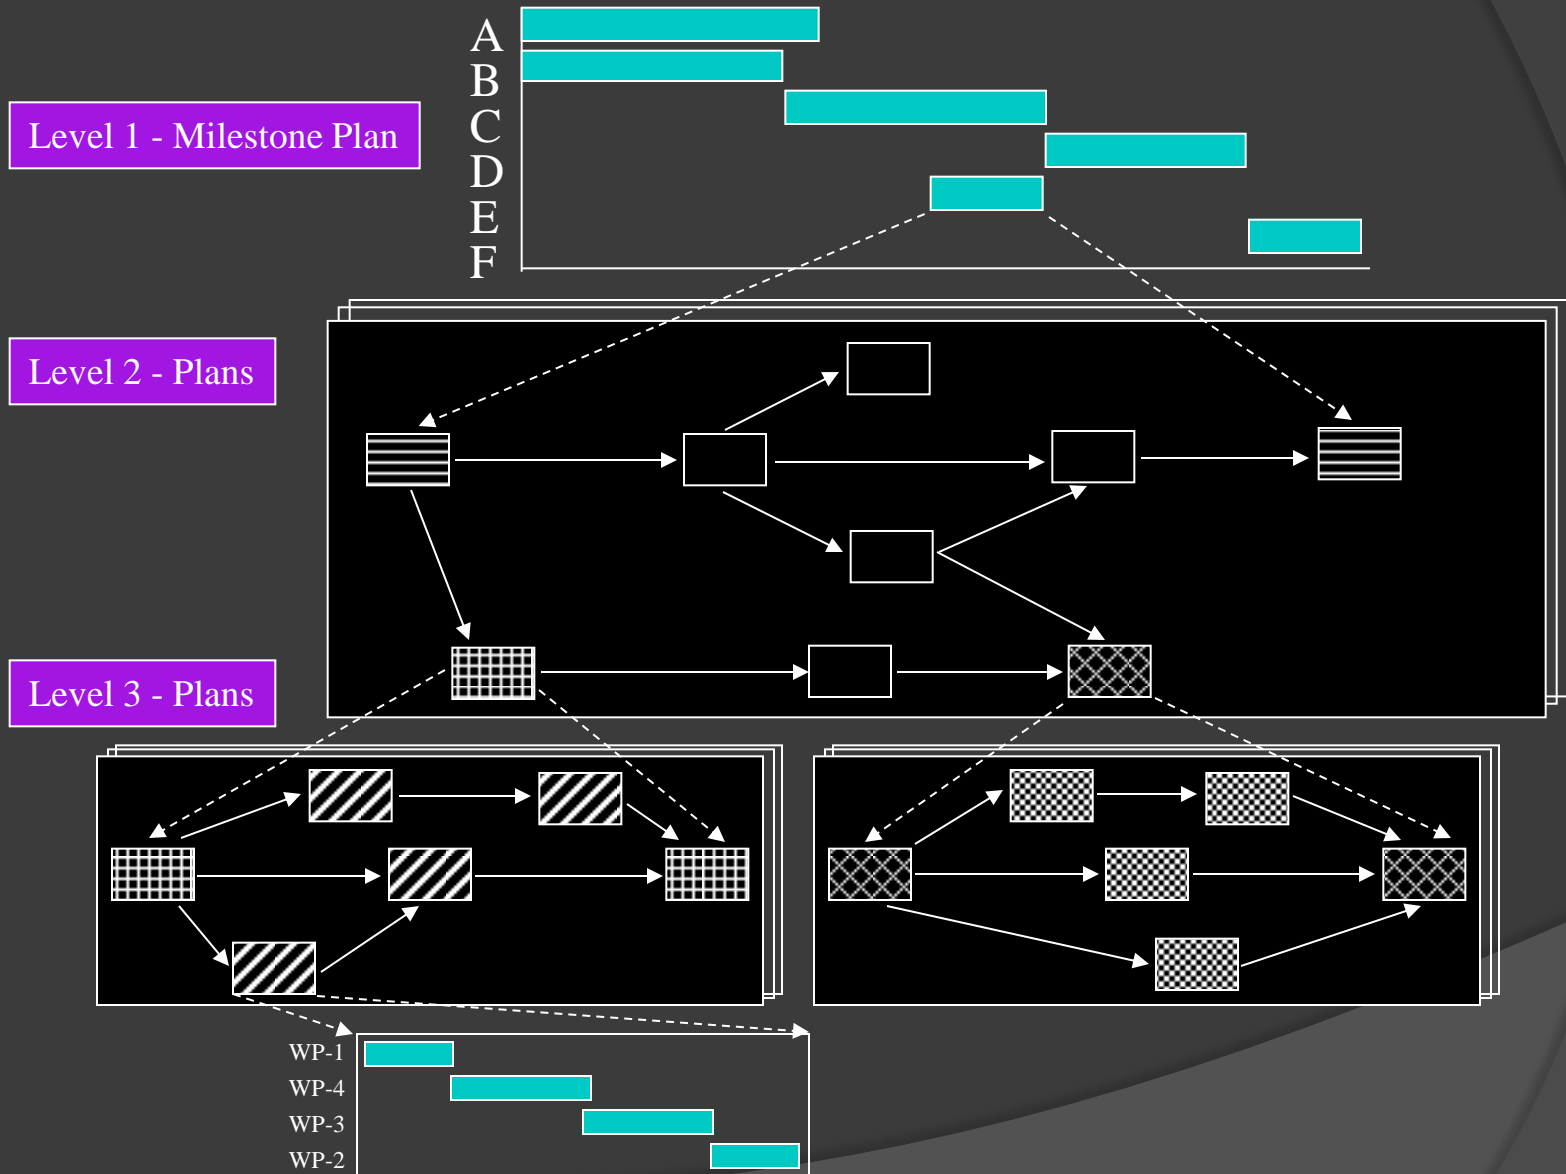 A
B
C
D
E
F
Level 1 - Milestone Plan
Level 2 - Plans
Level 3 - Plans
WP-1
WP-4
WP-3
WP-2